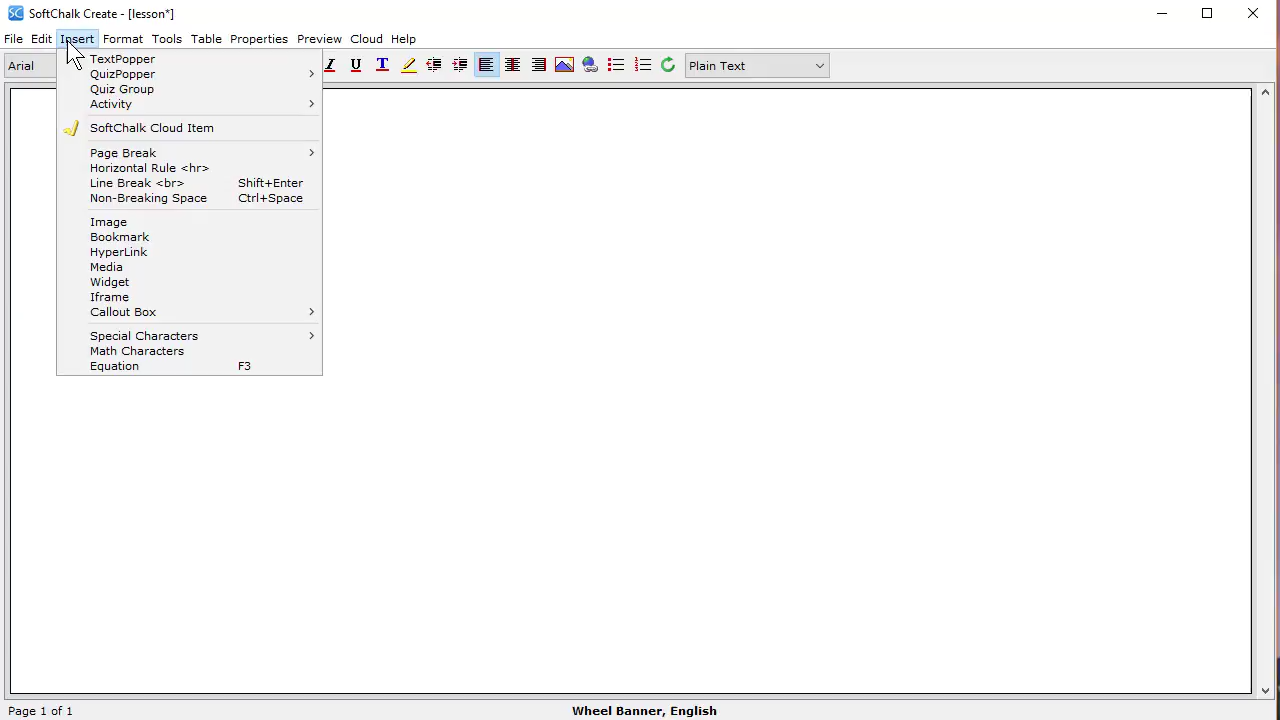 SoftChalk Create - [lesson*]
File Edit Insert Format Tools Table Properties Preview Cloud Help
Arial Plain Text
TextPopper
QuizPopper
Quiz Group
Activity
SoftChalk Cloud Item
Page Break
Horizontal Rule <hr>
Line Break <br> Shift+Enter
Non-Breaking Space Ctrl+Space
Image
Bookmark
HyperLink
Media
Widget
Iframe
Callout Box
Special Characters
Math Characters
Equation F3
Page 1 of 1 Wheel Banner, English